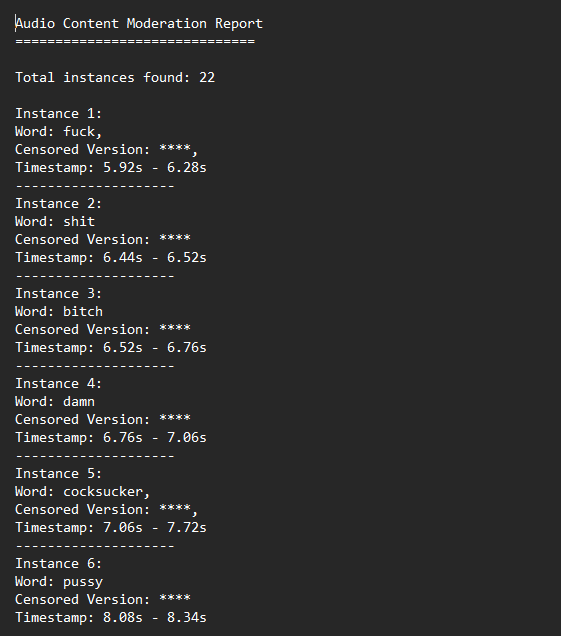 Audio Content Moderation Report
==============================
Total instances found: 22
Instance 1:
Word: fuck,
Censored Version: ****,
Timestamp: 5.92s - 6.28s
--------------------
Instance 2:
Word: shit
Censored Version: ****
Timestamp: 6.44s - 6.52s
--------------------
Instance 3:
Word: bitch
Censored Version: ****
Timestamp: 6.52s - 6.76s
--------------------
Instance 4:
Word: damn
Censored Version: ****
Timestamp: 6.76s - 7.06s
--------------------
Instance 5:
Word: cocksucker,
Censored Version: ****,
Timestamp: 7.06s - 7.72s
--------------------
Instance 6:
Word: pussy
Censored Version: ****
Timestamp: 8.08s - 8.34s